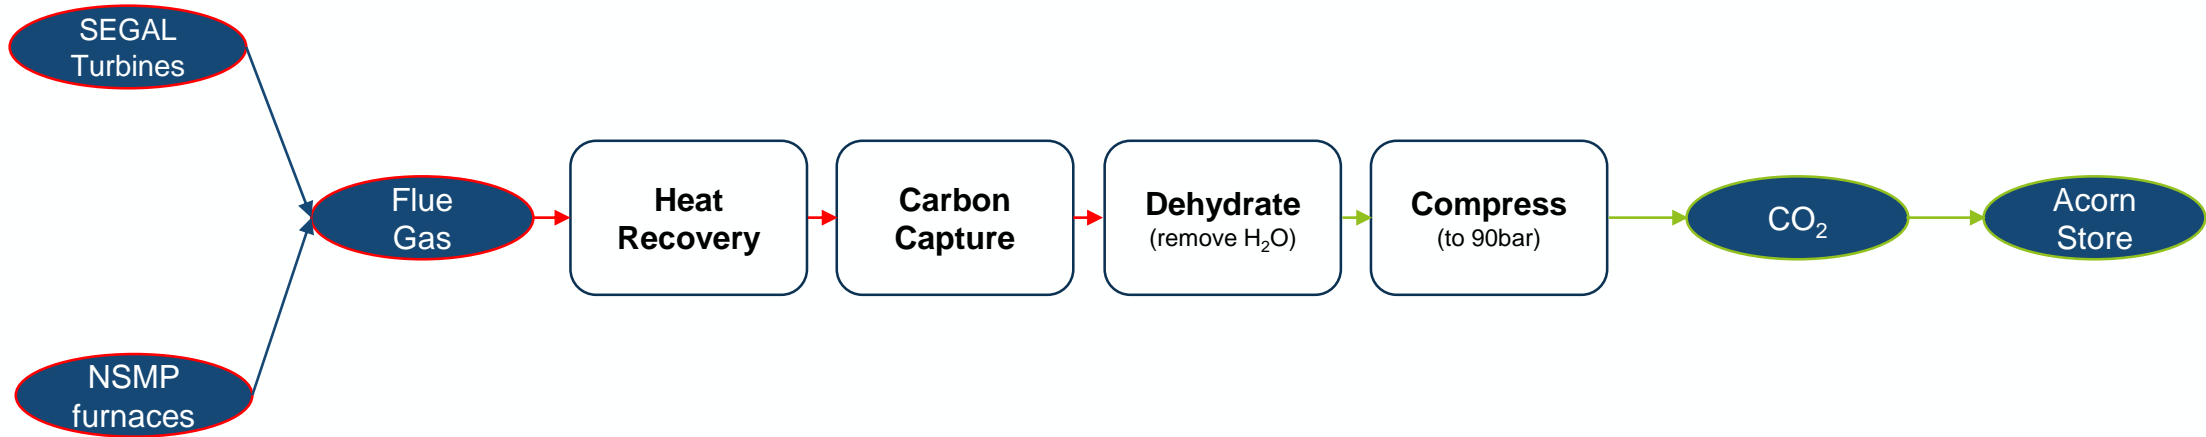 SEGAL
Turbines
NSMP
furnaces
Flue
Gas
Heat
Recovery
Carbon
Capture
Dehydrate
(remove H₂O)
Compress
(to 90bar)
CO₂
Acorn
Store